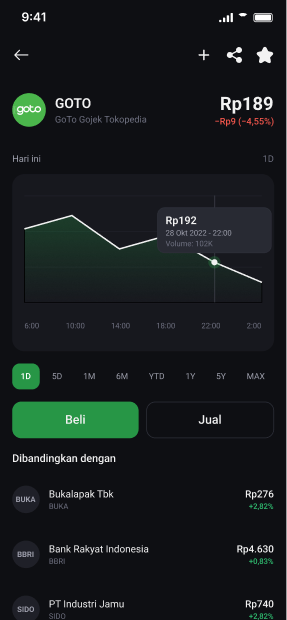 9:41
goto
GOTO
GoTo Gojek Tokopedia
Rp189
−Rp9 (−4,55%)
Hari ini
1D
Rp192
28 Okt 2022 - 22:00
Volume: 102K
6:00 10:00 14:00 18:00 22:00 2:00
1D 5D 1M 6M YTD 1Y 5Y MAX
Beli
Jual
Dibandingkan dengan
BUKA
Bukalapak Tbk
BUKA
Rp276
+2,82%
BBRI
Bank Rakyat Indonesia
BBRI
Rp4.630
+0,83%
SIDO
PT Industri Jamu
SIDO
Rp740
+2,82%